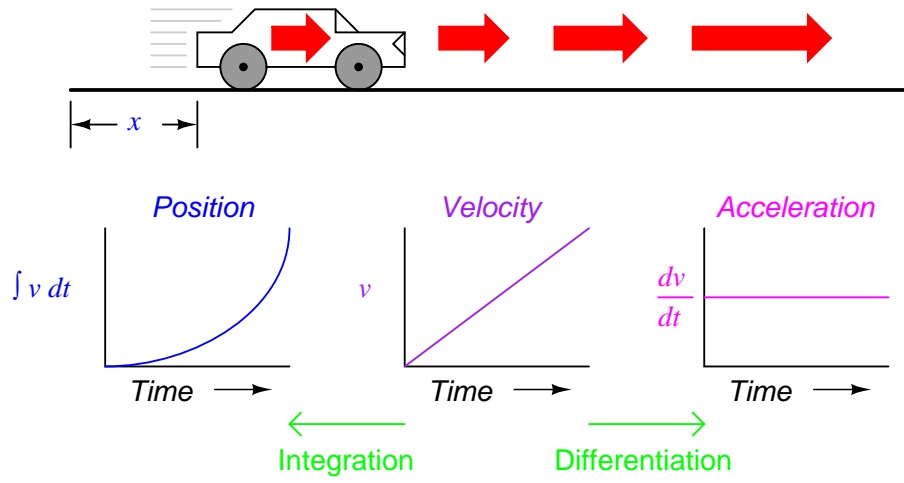 x
Position
Velocity
Acceleration
∫ v dt
v
dv
dt
Time
Time
Time
Integration
Differentiation